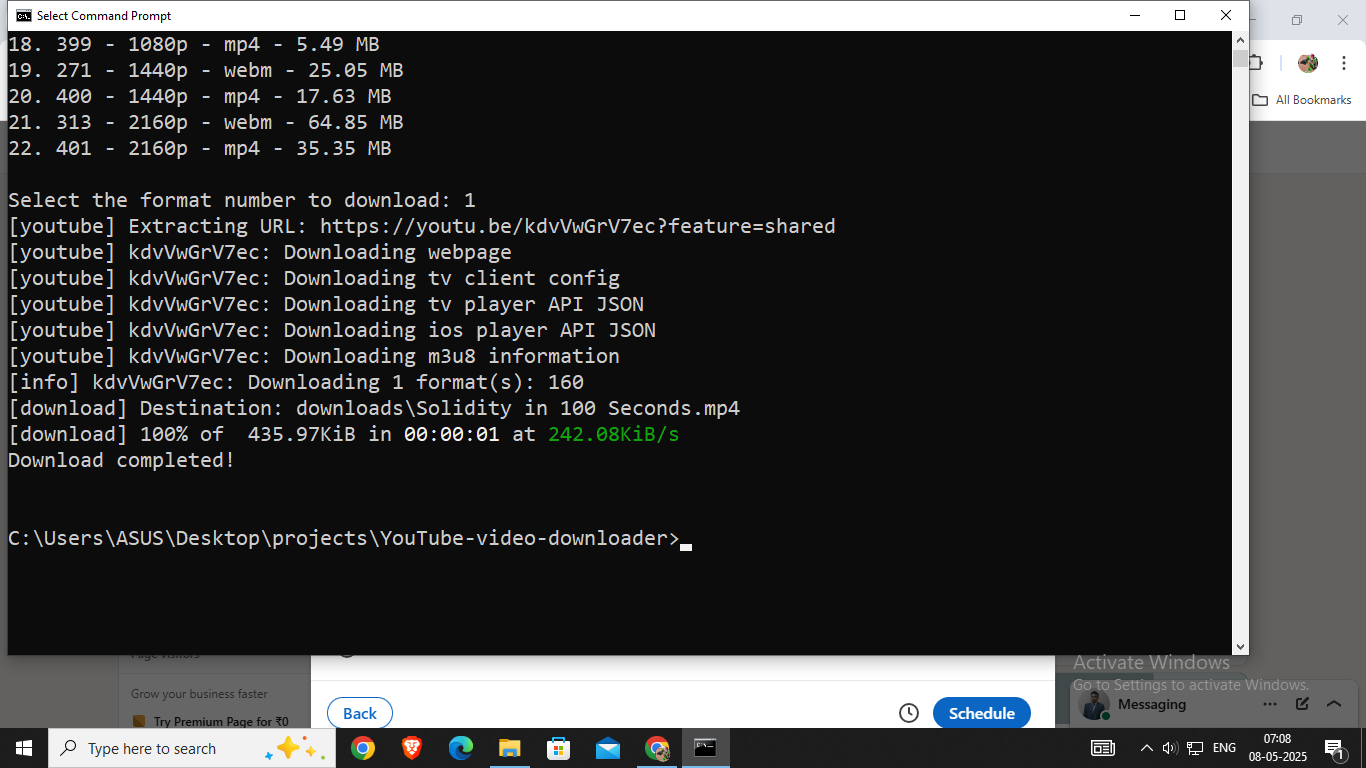 Select Command Prompt
18. 399 - 1080p - mp4 - 5.49 MB
19. 271 - 1440p - webm - 25.05 MB
20. 400 - 1440p - mp4 - 17.63 MB
21. 313 - 2160p - webm - 64.85 MB
22. 401 - 2160p - mp4 - 35.35 MB
Select the format number to download: 1
[youtube] Extracting URL: https://youtu.be/kdvVwGrV7ec?feature=shared
[youtube] kdvVwGrV7ec: Downloading webpage
[youtube] kdvVwGrV7ec: Downloading tv client config
[youtube] kdvVwGrV7ec: Downloading tv player API JSON
[youtube] kdvVwGrV7ec: Downloading ios player API JSON
[youtube] kdvVwGrV7ec: Downloading m3u8 information
[info] kdvVwGrV7ec: Downloading 1 format(s): 160
[download] Destination: downloads\Solidity in 100 Seconds.mp4
[download] 100% of  435.97KiB in 00:00:01 at 242.08KiB/s
Download completed!
C:\Users\ASUS\Desktop\projects\YouTube-video-downloader>
All Bookmarks
Page visitors
Grow your business faster
Try Premium Page for ₹0
Back
Schedule
Activate Windows
Go to Settings to activate Windows.
Messaging
Type here to search
ENG
07:08
08-05-2025
1